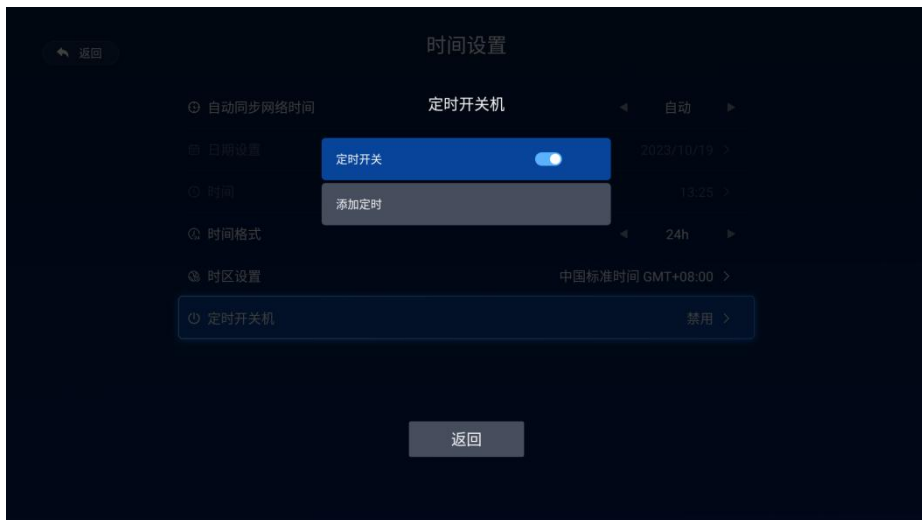 返回
时间设置
自动同步网络时间
自动
定时开关机
日期设置
2023/10/19
定时开关
时间
13:25
添加定时
时间格式
24h
时区设置
中国标准时间 GMT+08:00
定时开关机
禁用
返回